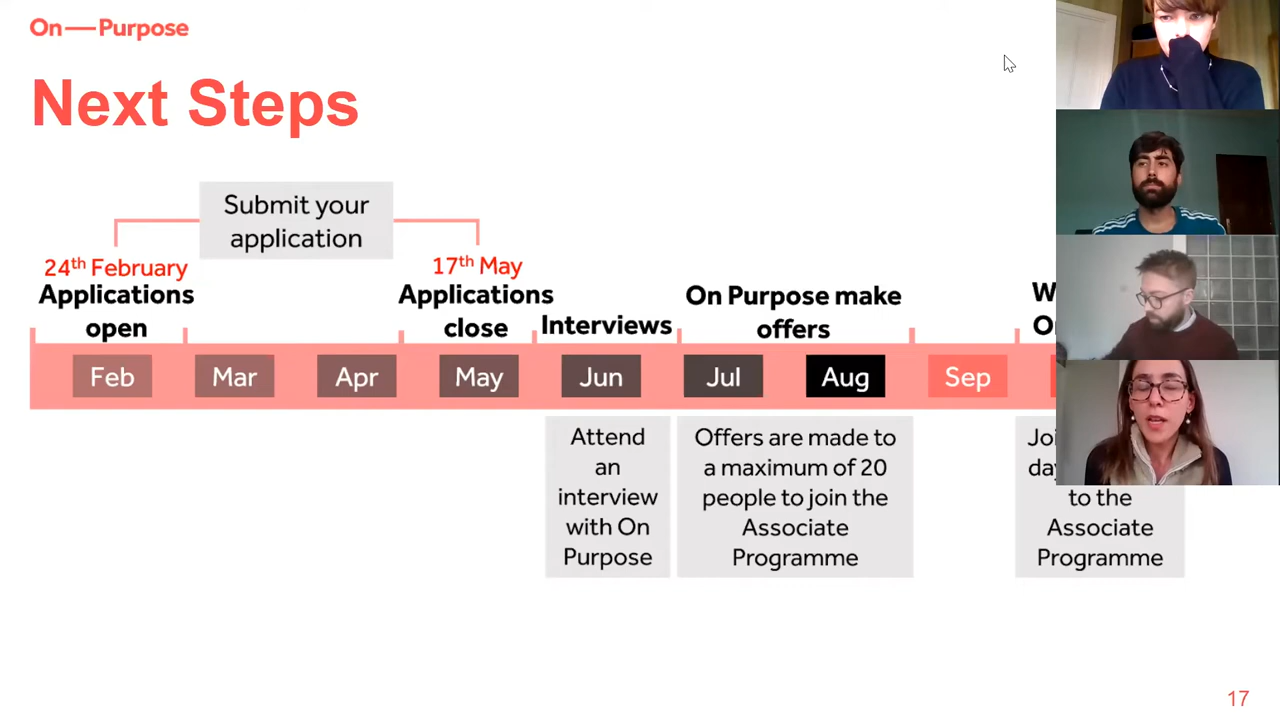 On—Purpose
Next Steps
Submit your
application
24th February
Applications
open
17th May
Applications
close
Interviews
On Purpose make
offers
Feb
Mar
Apr
May
Jun
Jul
Aug
Sep
Attend
an
interview
with On
Purpose
Offers are made to
a maximum of 20
people to join the
Associate
Programme
to the
Associate
Programme
17